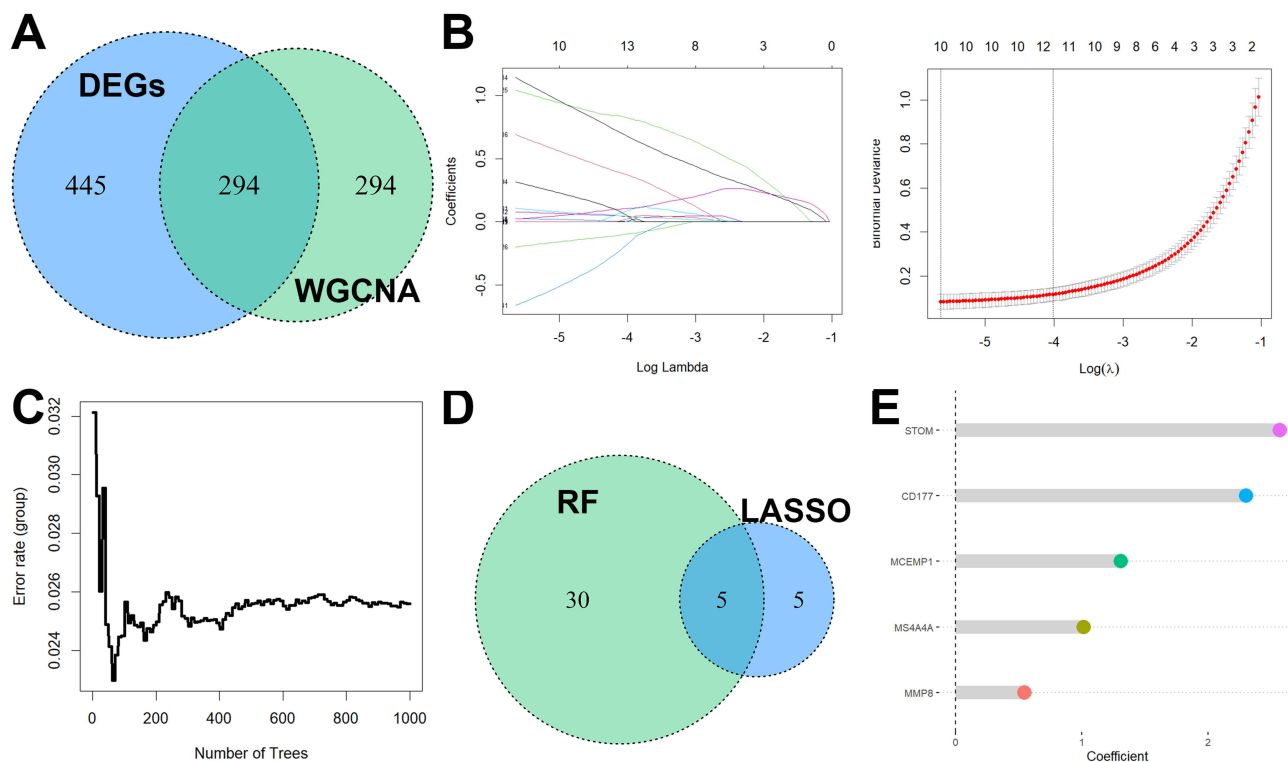 A
DEGs
445
294
294
WGCNA
B
10 13 8 3 0
1.0
0.5
0.0
-0.5
Coefficients
-5 -4 -3 -2 -1
Log Lambda
10 10 10 10 12 11 10 9 8 6 4 3 3 3 2
1.0
0.8
0.6
0.4
0.2
Binomial Deviance
-5 -4 -3 -2 -1
Log(λ)
C
0.032
0.030
0.028
0.026
0.024
Error rate (group)
0 200 400 600 800 1000
Number of Trees
D
RF
LASSO
30
5
5
E
STOM
CD177
MCEMP1
MS4A4A
MMP8
0 1 2
Coefficient